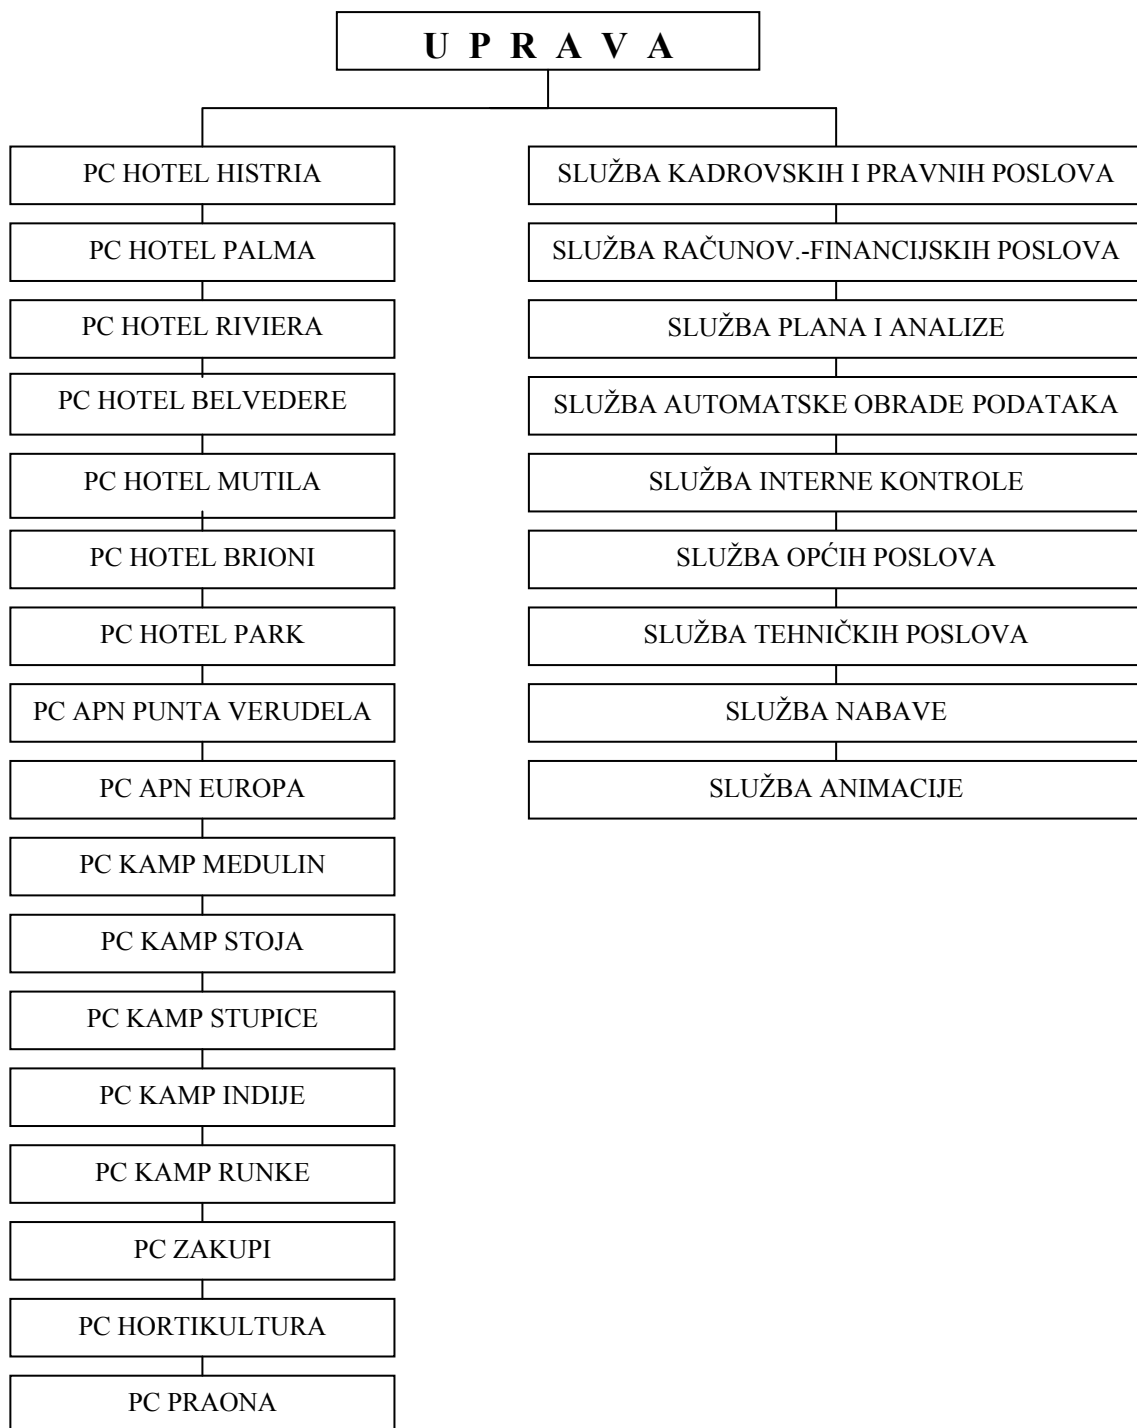 U P R A V A
PC HOTEL HISTRIA
PC HOTEL PALMA
PC HOTEL RIVIERA
PC HOTEL BELVEDERE
PC HOTEL MUTILA
PC HOTEL BRIONI
PC HOTEL PARK
PC APN PUNTA VERUDELA
PC APN EUROPA
PC KAMP MEDULIN
PC KAMP STOJA
PC KAMP STUPICE
PC KAMP INDIJE
PC KAMP RUNKE
PC ZAKUPI
PC HORTIKULTURA
PC PRAONA
SLUŽBA KADROVSKIH I PRAVNIH POSLOVA
SLUŽBA RAČUNOV.-FINANCIJSKIH POSLOVA
SLUŽBA PLANA I ANALIZE
SLUŽBA AUTOMATSKE OBRADE PODATAKA
SLUŽBA INTERNE KONTROLE
SLUŽBA OPĆIH POSLOVA
SLUŽBA TEHNIČKIH POSLOVA
SLUŽBA NABAVE
SLUŽBA ANIMACIJE